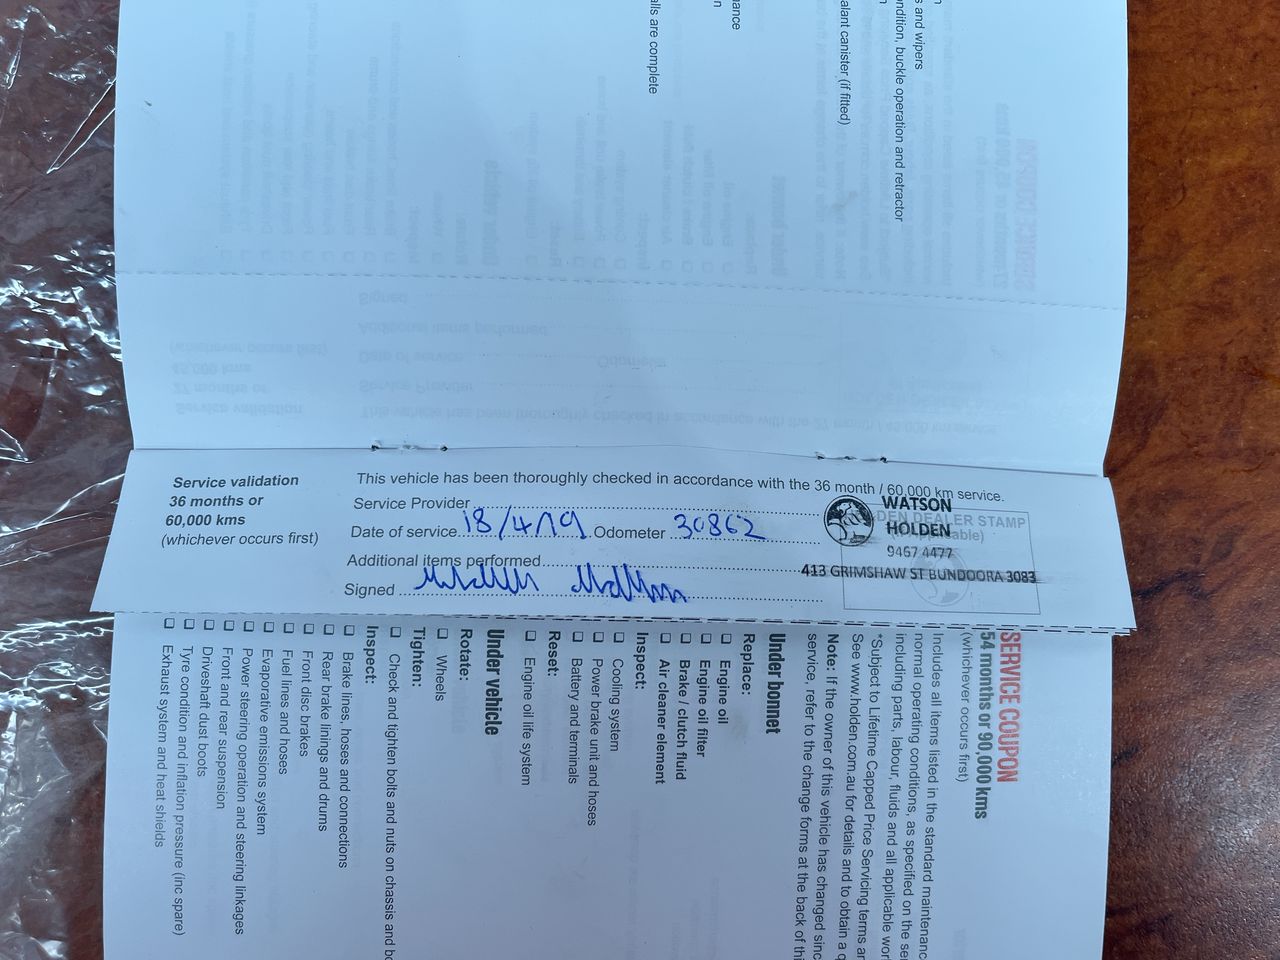 alls are complete
s and wipers
ondition, buckle operation and retractor
alant canister (if fitted)
Service validation
36 months or
60,000 kms
(whichever occurs first)
This vehicle has been thoroughly checked in accordance with the 36 month / 60,000 km service.
Service Provider
Date of service 18/4/19 Odometer 30862
Additional items performed
Signed
WATSON
HOLDEN
9467 4477
413 GRIMSHAW ST BUNDOORA 3083
DEN DEALER STAMP
SERVICE COUPON
54 months or 90,000 kms
(whichever occurs first)
Includes all items listed in the standard maintenanc
normal operating conditions, as specified on the ser
including parts, labour, fluids and all applicable wor
*Subject to Lifetime Capped Price Servicing terms ar
See www.holden.com.au for details and to obtain a q
Note: If the owner of this vehicle has changed sinc
service, refer to the change forms at the back of thi
Under bonnet
Replace:
Engine oil
Engine oil filter
Brake / clutch fluid
Air cleaner element
Inspect:
Cooling system
Power brake unit and hoses
Battery and terminals
Reset:
Engine oil life system
Under vehicle
Rotate:
Wheels
Tighten:
Check and tighten bolts and nuts on chassis and bo
Inspect:
Brake lines, hoses and connections
Rear brake linings and drums
Front disc brakes
Fuel lines and hoses
Evaporative emissions system
Power steering operation and steering linkages
Front and rear suspension
Driveshaft dust boots
Tyre condition and inflation pressure (inc spare)
Exhaust system and heat shields